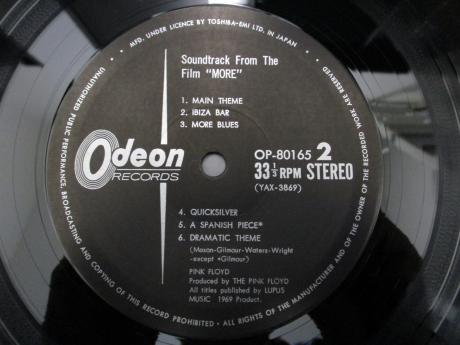 • MFD. UNDER LICENCE BY TOSHIBA-EMI LTD. IN JAPAN •
UNAUTHORIZED PUBLIC PERFORMANCE, BROADCASTING AND COPYING OF THIS RECORD PROHIBITED • ALL RIGHTS OF THE MANUFACTURER AND OF THE OWNER OF THE RECORDED WORK ARE RESERVED
Soundtrack From The
Film "MORE"
1. MAIN THEME
2. IBIZA BAR
3. MORE BLUES
Odeon
RECORDS
OP-80165 2
33 1/3 RPM STEREO
(YAX-3869)
4. QUICKSILVER
5. A SPANISH PIECE*
6. DRAMATIC THEME
(Mason-Gilmour-Waters-Wright
-except *Gilmour)
PINK FLOYD
Produced by THE PINK FLOYD
All titles published by LUPUS
MUSIC 1969 Product.